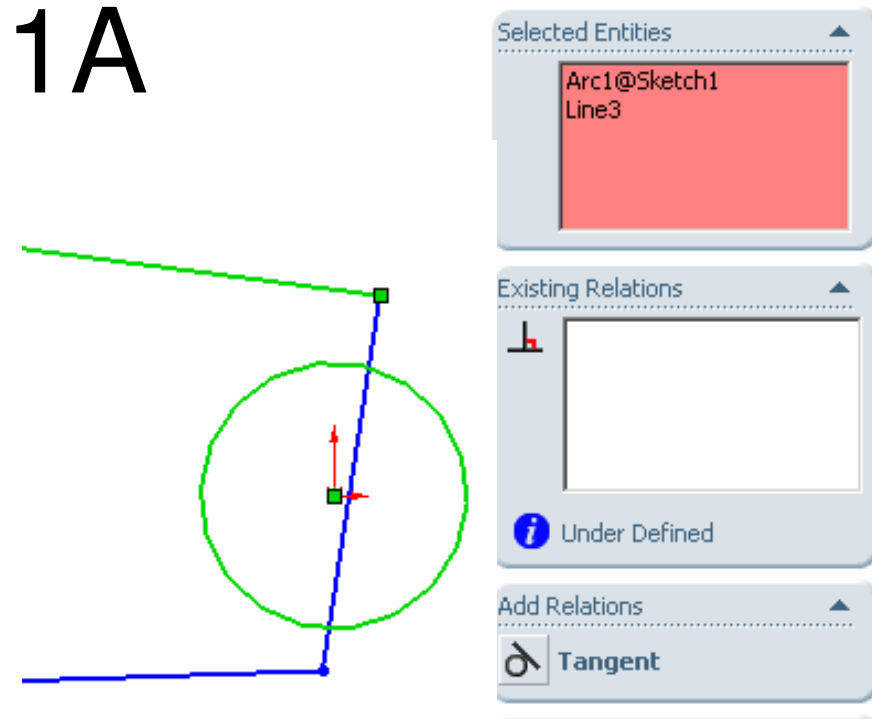 1A
Selected Entities
Arc1@Sketch1
Line3
Existing Relations
i Under Defined
Add Relations
Tangent